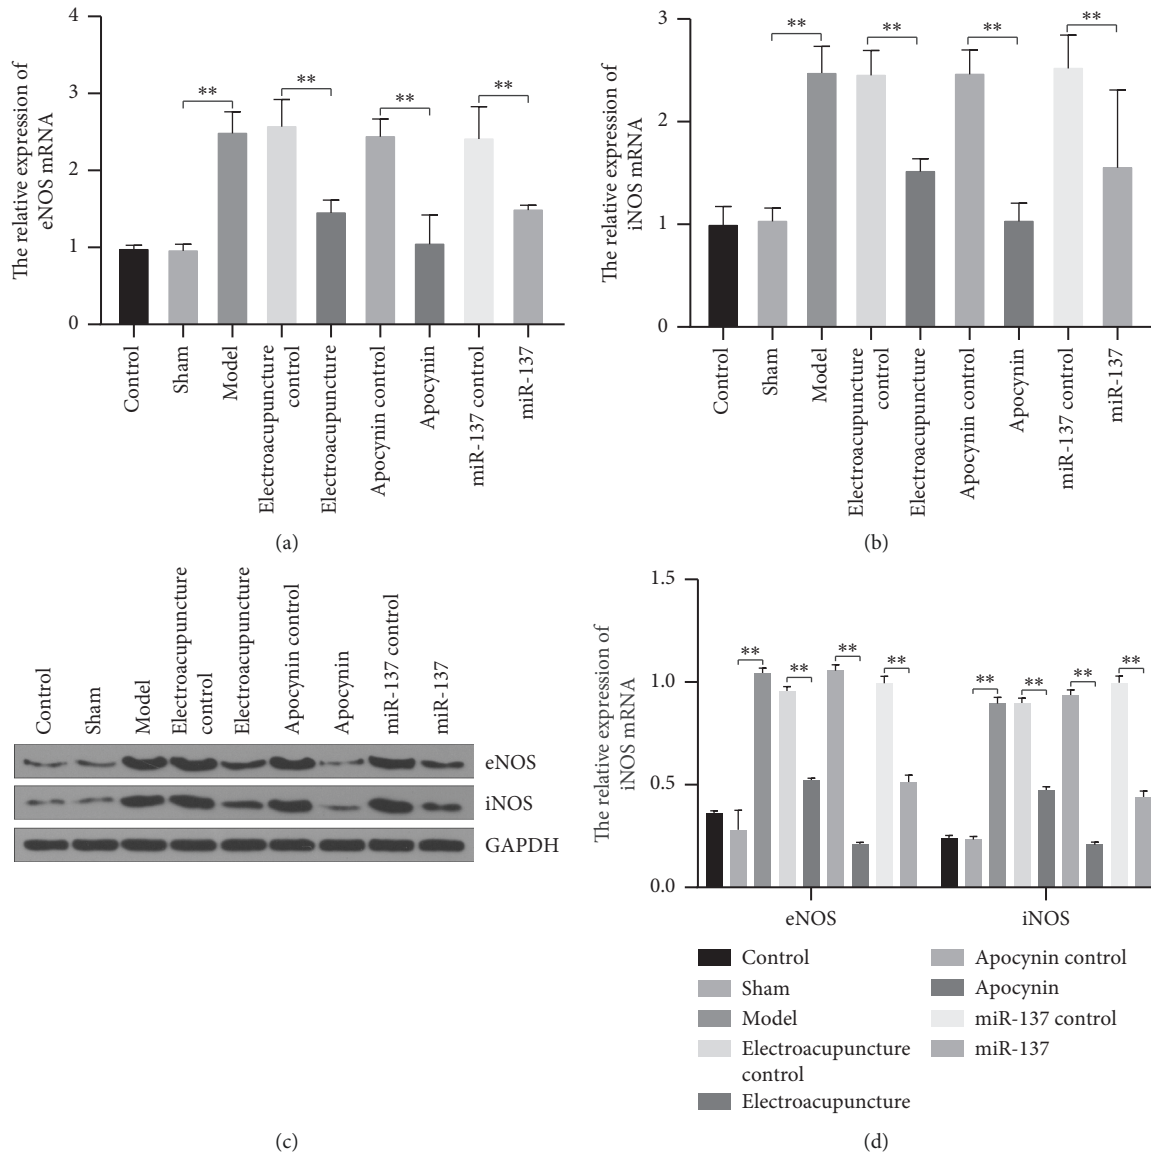 The relative expression of
eNOS mRNA
4
3
2
1
0
**
**
**
**
Control
Sham
Model
Electroacupuncture
control
Electroacupuncture
Apocynin control
Apocynin
miR-137 control
miR-137
(a)
The relative expression of
iNOS mRNA
3
2
1
0
**
**
**
**
Control
Sham
Model
Electroacupuncture
control
Electroacupuncture
Apocynin control
Apocynin
miR-137 control
miR-137
(b)
Control
Sham
Model
Electroacupuncture
control
Electroacupuncture
Apocynin control
Apocynin
miR-137 control
miR-137
eNOS
iNOS
GAPDH
(c)
The relative expression of
iNOS mRNA
1.5
1.0
0.5
0.0
**
**
**
**
**
**
**
**
eNOS
iNOS
Control
Sham
Model
Electroacupuncture
control
Electroacupuncture
Apocynin control
Apocynin
miR-137 control
miR-137
(d)